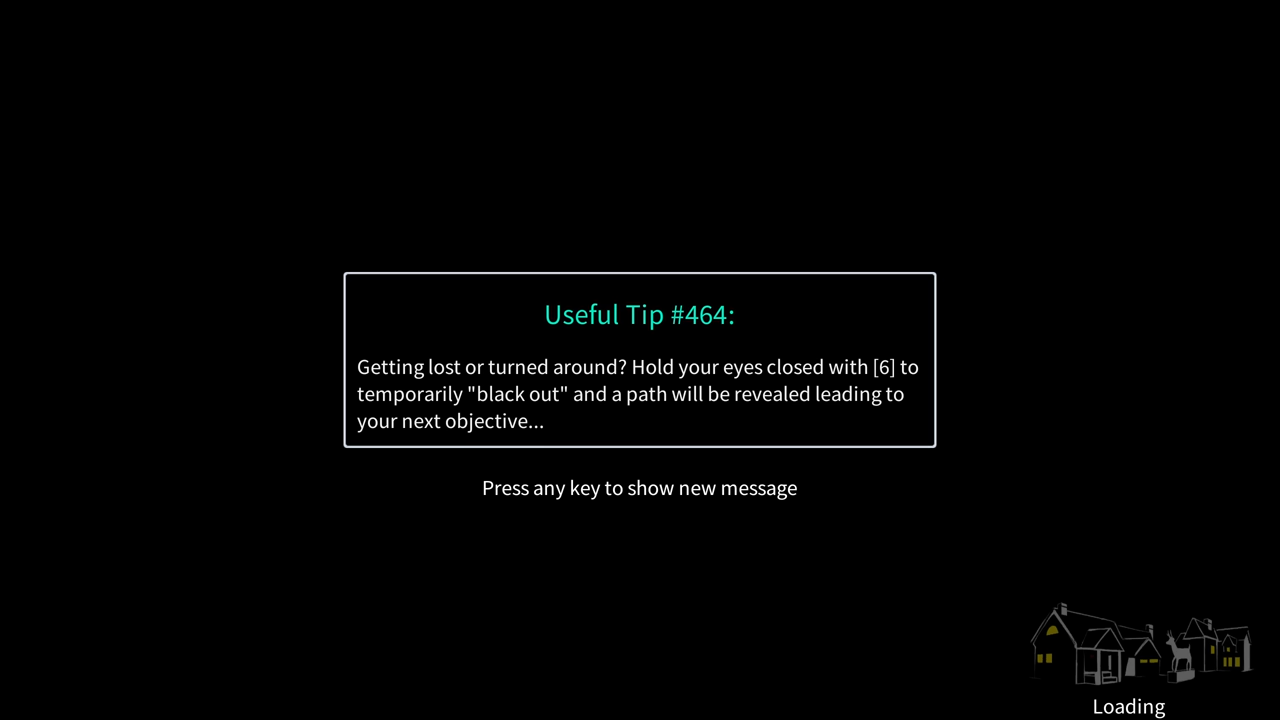 Useful Tip #464:
Getting lost or turned around? Hold your eyes closed with [6] to
temporarily "black out" and a path will be revealed leading to
your next objective...
Press any key to show new message
Loading